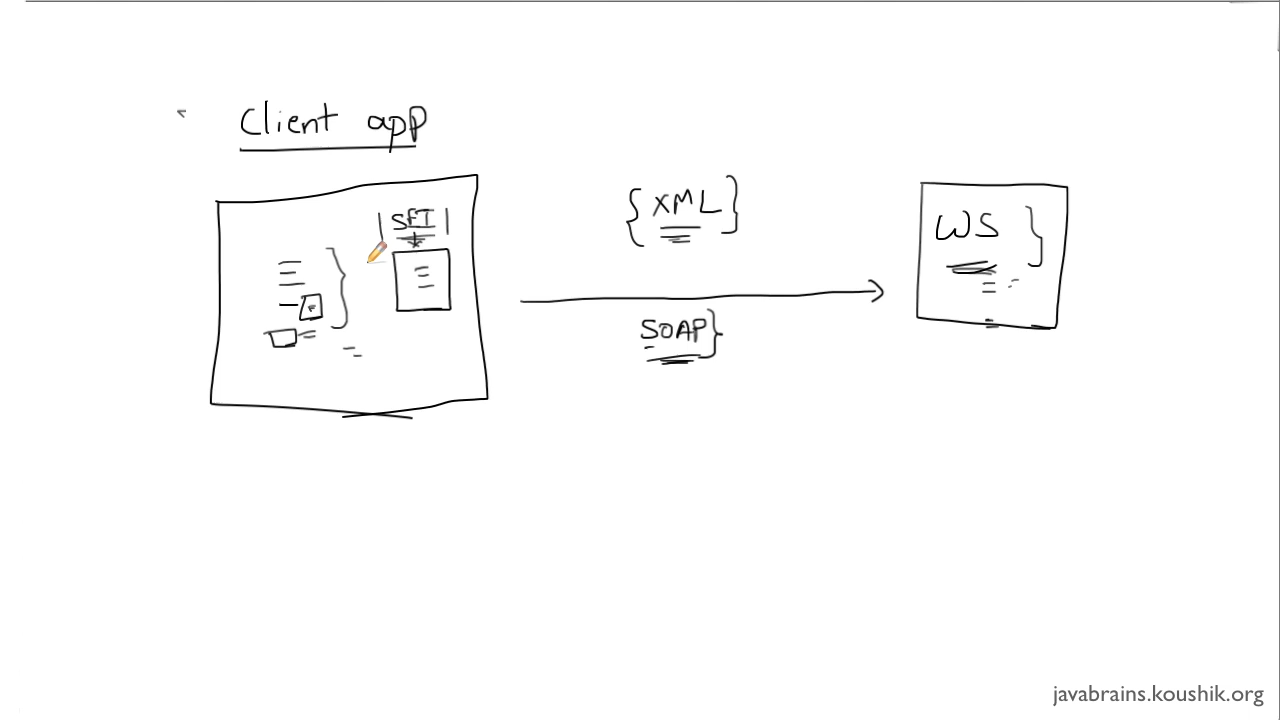 Client app
SEI
{ XML }
WS }
SOAP }
javabrains.koushik.org